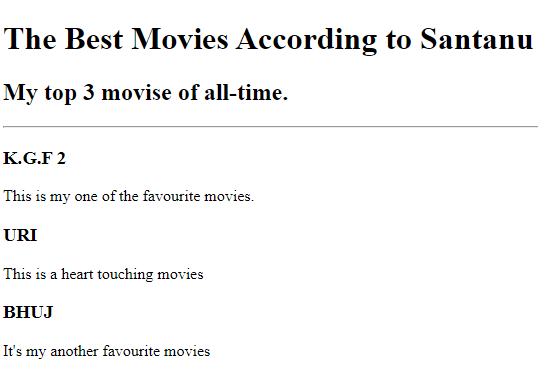 The Best Movies According to Santanu
My top 3 movise of all-time.
K.G.F 2
This is my one of the favourite movies.
URI
This is a heart touching movies
BHUJ
It's my another favourite movies